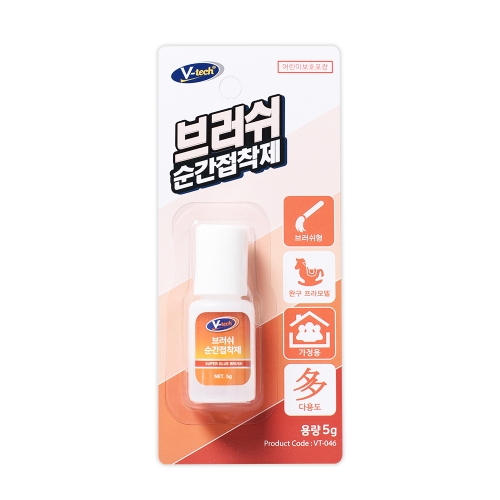 V-tech
어린이보호포장
브러쉬
순간접착제
브러쉬형
완구 프라모델
가정용
多
다용도
V-tech
브러쉬
순간접착제
SUPER GLUE BRUSH
NET. 5g
용량 5g
Product Code : VT-046